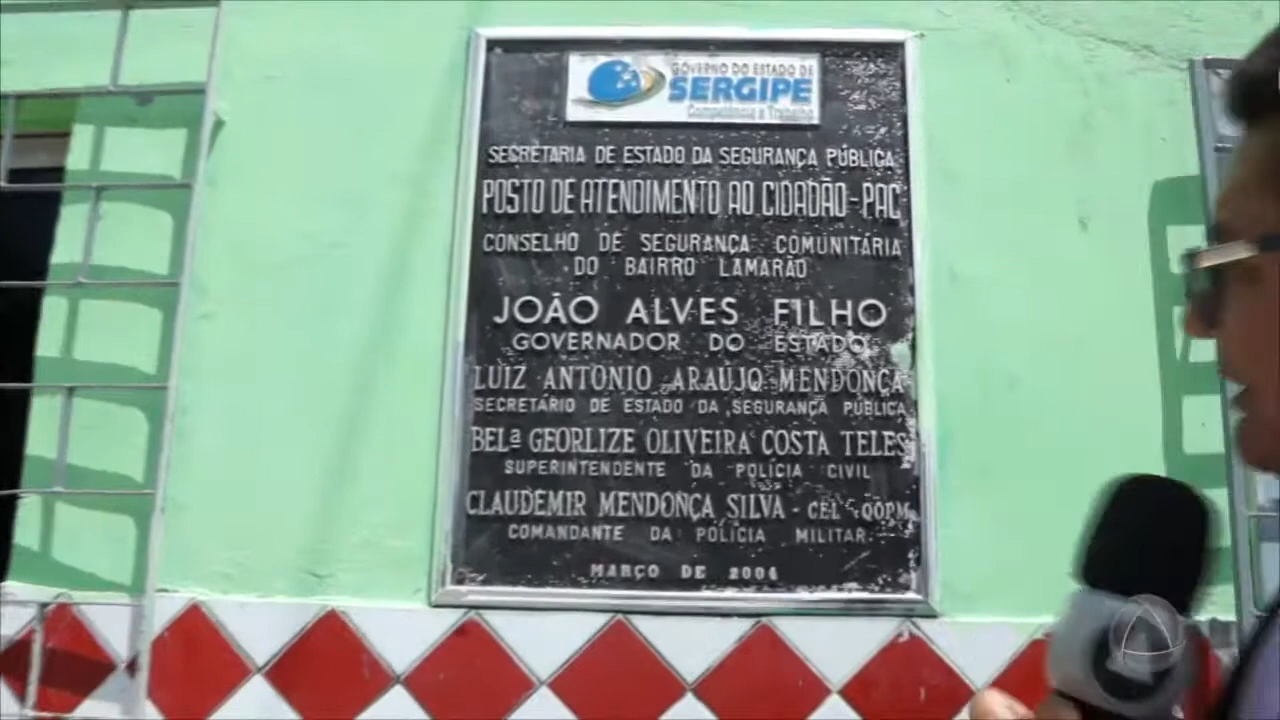 GOVERNO DO ESTADO DE
SERGIPE
Competência e Trabalho
SECRETARIA DE ESTADO DA SEGURANÇA PÚBLICA
POSTO DE ATENDIMENTO AO CIDADÃO - PAC
CONSELHO DE SEGURANÇA COMUNITÁRIA
DO BAIRRO LAMARÃO
JOÃO ALVES FILHO
GOVERNADOR DO ESTADO
LUIZ ANTONIO ARAÚJO MENDONÇA
SECRETÁRIO DE ESTADO DA SEGURANÇA PÚBLICA
BELª GEORLIZE OLIVEIRA COSTA TELES
SUPERINTENDENTE DA POLÍCIA CIVIL
CLAUDEMIR MENDONÇA SILVA - CEL QOPM
COMANDANTE DA POLÍCIA MILITAR
MARÇO DE 2004